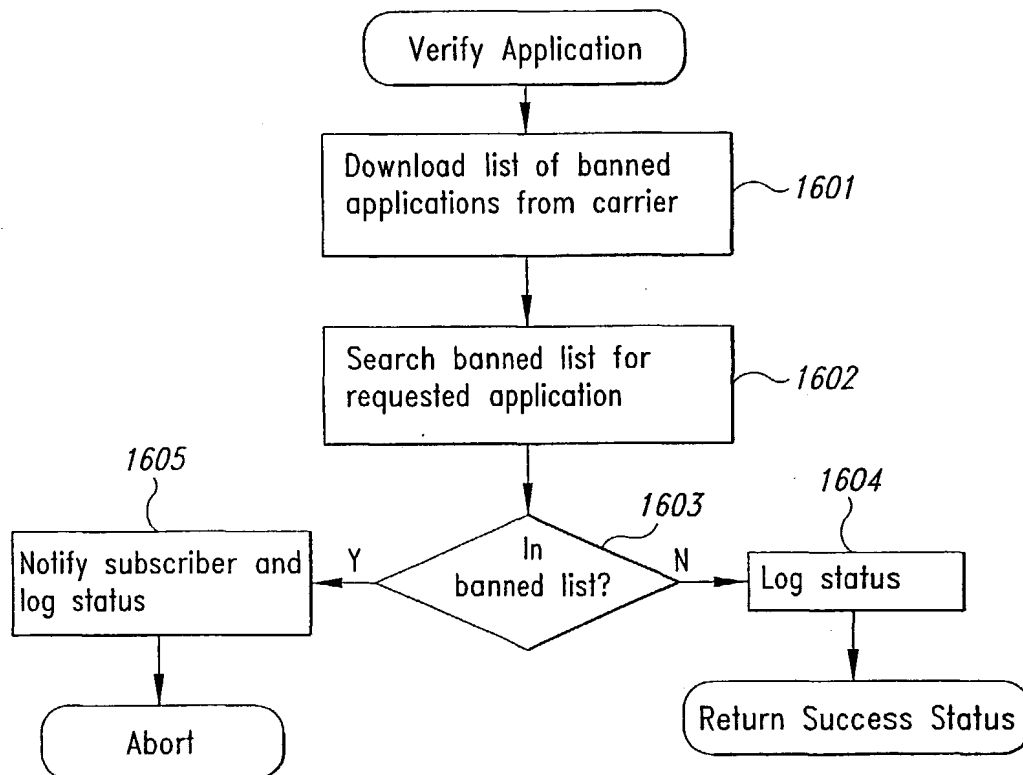 Verify Application
Download list of banned
applications from carrier
1601
Search banned list for
requested application
1602
1605
1603
1604
Notify subscriber and
log status
Y
In
banned list?
N
Log status
Abort
Return Success Status